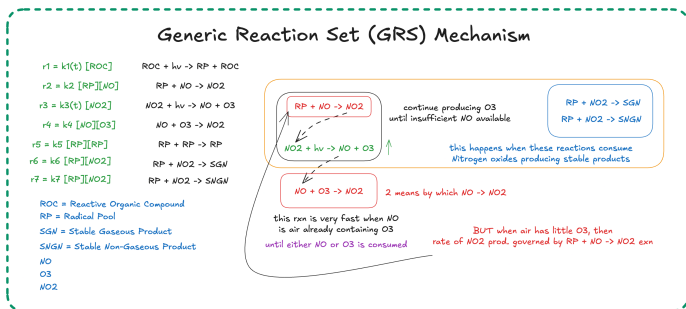 Generic Reaction Set (GRS) Mechanism
r1 = k1(t) [ROC]
ROC + hv -> RP + ROC
r2 = k2 [RP][NO]
RP + NO -> NO2
r3 = k3(t) [NO2]
NO2 + hv -> NO + O3
r4 = k4 [NO][O3]
NO + O3 -> NO2
r5 = k5 [RP][RP]
RP + RP -> RP
r6 = k6 [RP][NO2]
RP + NO2 -> SGN
r7 = k7 [RP][NO2]
RP + NO2 -> SNGN
ROC = Reactive Organic Compound
RP = Radical Pool
SGN = Stable Gaseous Product
SNGN = Stable Non-Gaseous Product
NO
O3
NO2
RP + NO -> NO2
NO2 + hv -> NO + O3
continue producing O3
until insufficient NO available
RP + NO2 -> SGN
RP + NO2 -> SNGN
this happens when these reactions consume
Nitrogen oxides producing stable products
NO + O3 -> NO2
2 means by which NO -> NO2
this rxn is very fast when NO
is air already containing O3
until either NO or O3 is consumed
BUT when air has little O3, then
rate of NO2 prod. governed by RP + NO -> NO2 exn